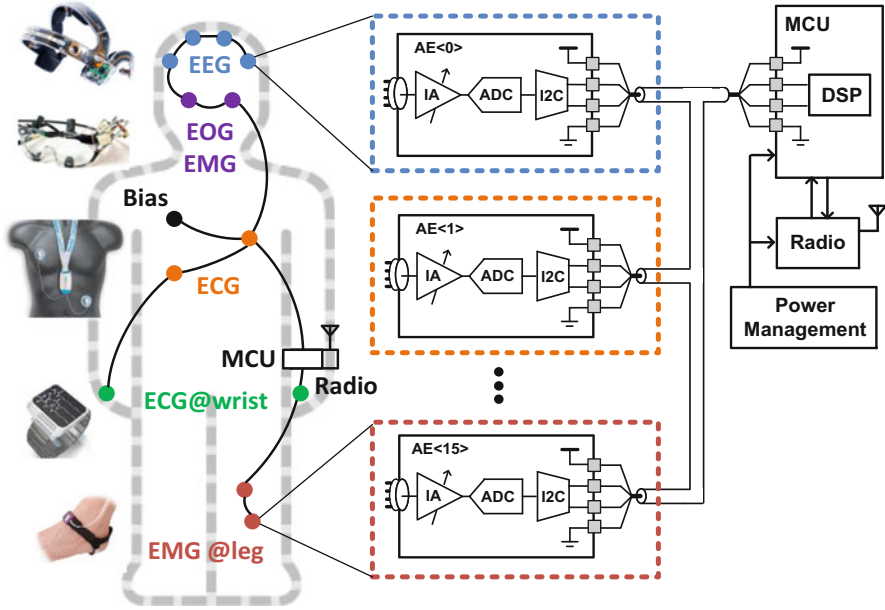 EEG
EOG
EMG
Bias
ECG
MCU
Radio
ECG@wrist
EMG @leg
AE<0>
IA
ADC
I2C
AE<1>
IA
ADC
I2C
AE<15>
IA
ADC
I2C
MCU
DSP
Radio
Power
Management